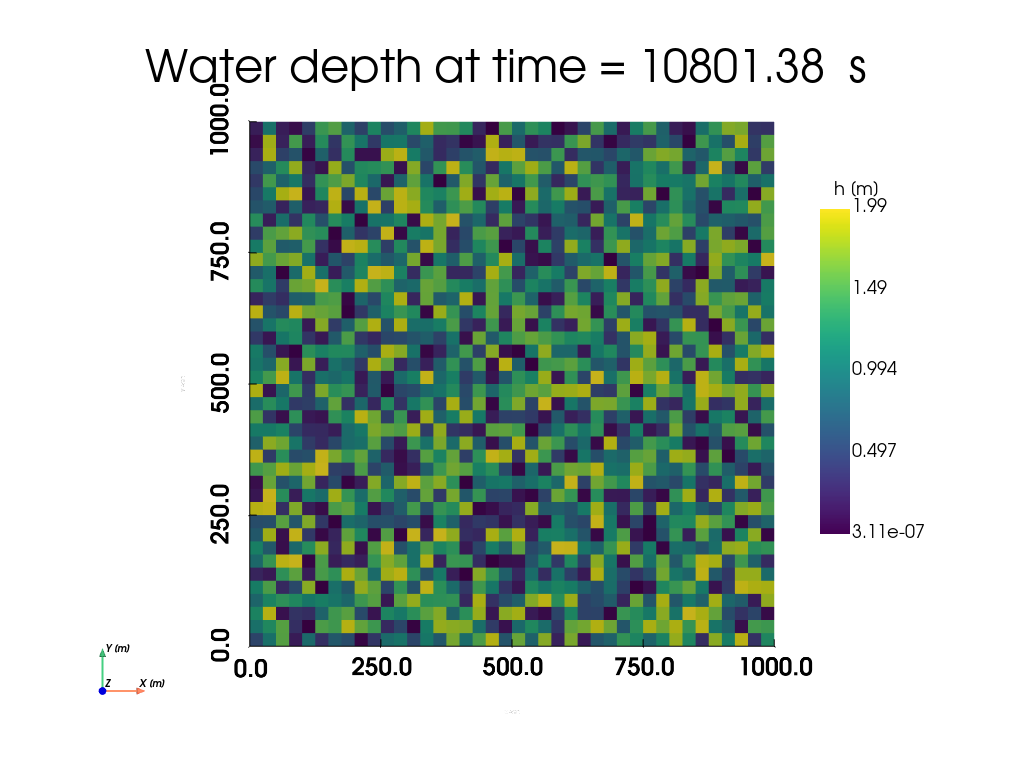 Water depth at time = 10801.38 s
1000.0
750.0
500.0
250.0
0.0
0.0 250.0 500.0 750.0 1000.0
h (m)
1.99
1.49
0.994
0.497
3.11e-07
Y (m)
Z
X (m)